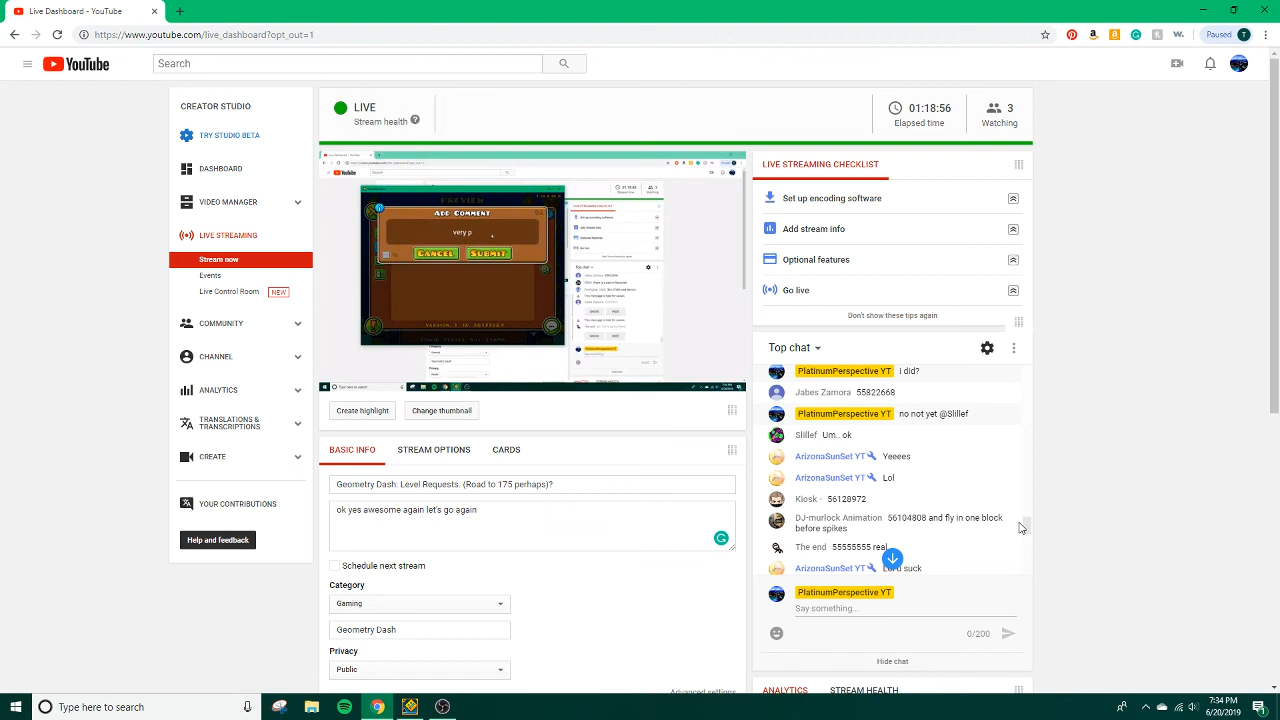 Live Dashboard - YouTube
https://www.youtube.com/live_dashboard?opt_out=1
Paused
T
YouTube
Search
CREATOR STUDIO
TRY STUDIO BETA
DASHBOARD
VIDEO MANAGER
LIVE STREAMING
Stream now
Events
Live Control Room NEW
COMMUNITY
CHANNEL
ANALYTICS
TRANSLATIONS &
TRANSCRIPTIONS
CREATE
YOUR CONTRIBUTIONS
Help and feedback
LIVE
Stream health
01:18:56
Elapsed time
3
Watching
PREVIEW
ADD COMMENT
94
very p
CANCEL
SUBMIT
Create highlight
Change thumbnail
BASIC INFO
STREAM OPTIONS
CARDS
Geometry Dash: Level Requests. (Road to 175 perhaps)?
ok yes awesome again let's go again
Schedule next stream
Category
Gaming
Geometry Dash
Privacy
Public
Advanced settings
LIVE STREAMING CHECKLIST
Set up encoding software
Add stream info
Optional features
Go live
Don't show these tips again
Top chat
PlatinumPerspective YT i did?
Jabes Zamora 55822668
PlatinumPerspective YT no not yet @Slillef
Slillef Um.. ok
ArizonaSunSet YT Yeeees
ArizonaSunSet YT Lol
Kiosk - 56128972
DJ-murlock Animation 56104808 and fly in one block
before spikes
The end 55555555 real
ArizonaSunSet YT suck
PlatinumPerspective YT
Say something...
0/200
Hide chat
ANALYTICS
STREAM HEALTH
Type here to search
7:34 PM
6/20/2019